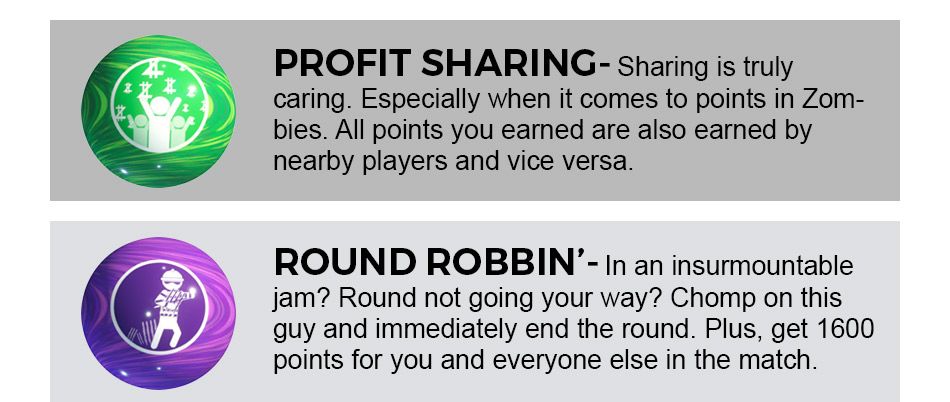 PROFIT SHARING- Sharing is truly
caring. Especially when it comes to points in Zom-
bies. All points you earned are also earned by
nearby players and vice versa.
ROUND ROBBIN’- In an insurmountable
jam? Round not going your way? Chomp on this
guy and immediately end the round. Plus, get 1600
points for you and everyone else in the match.